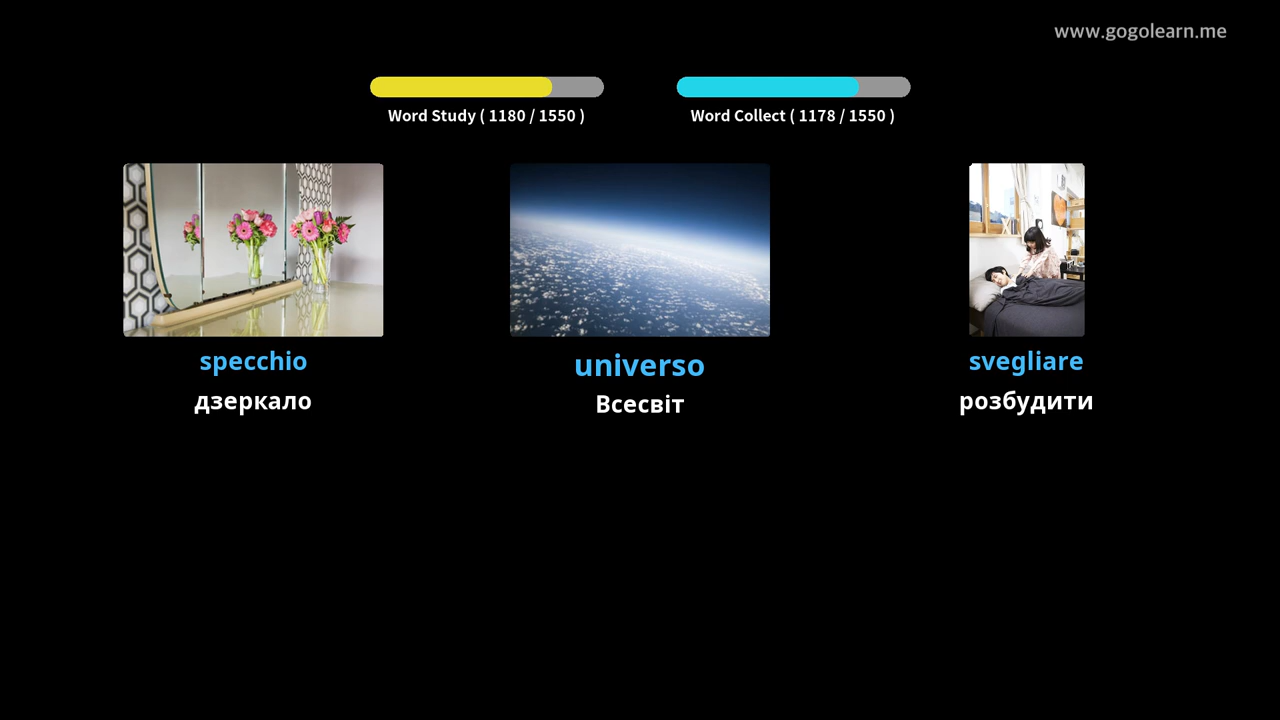 www.gogolearn.me
Word Study ( 1180 / 1550 )
Word Collect ( 1178 / 1550 )
specchio
дзеркало
universo
Всесвіт
svegliare
розбудити